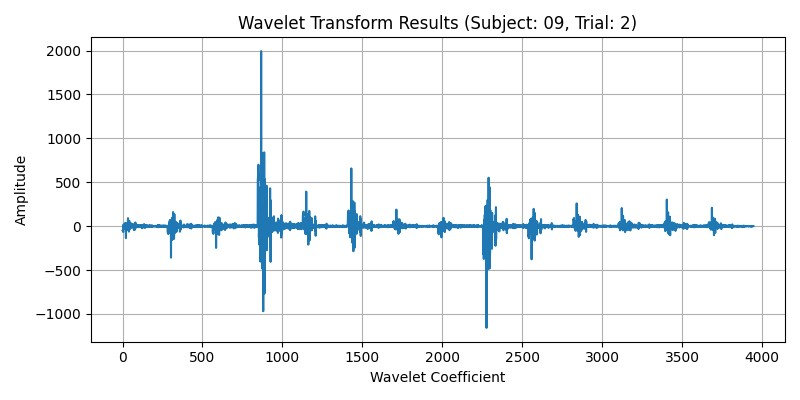 Wavelet Transform Results (Subject: 09, Trial: 2)
2000
1500
1000
500
0
−500
−1000
Amplitude
0 500 1000 1500 2000 2500 3000 3500 4000
Wavelet Coefficient